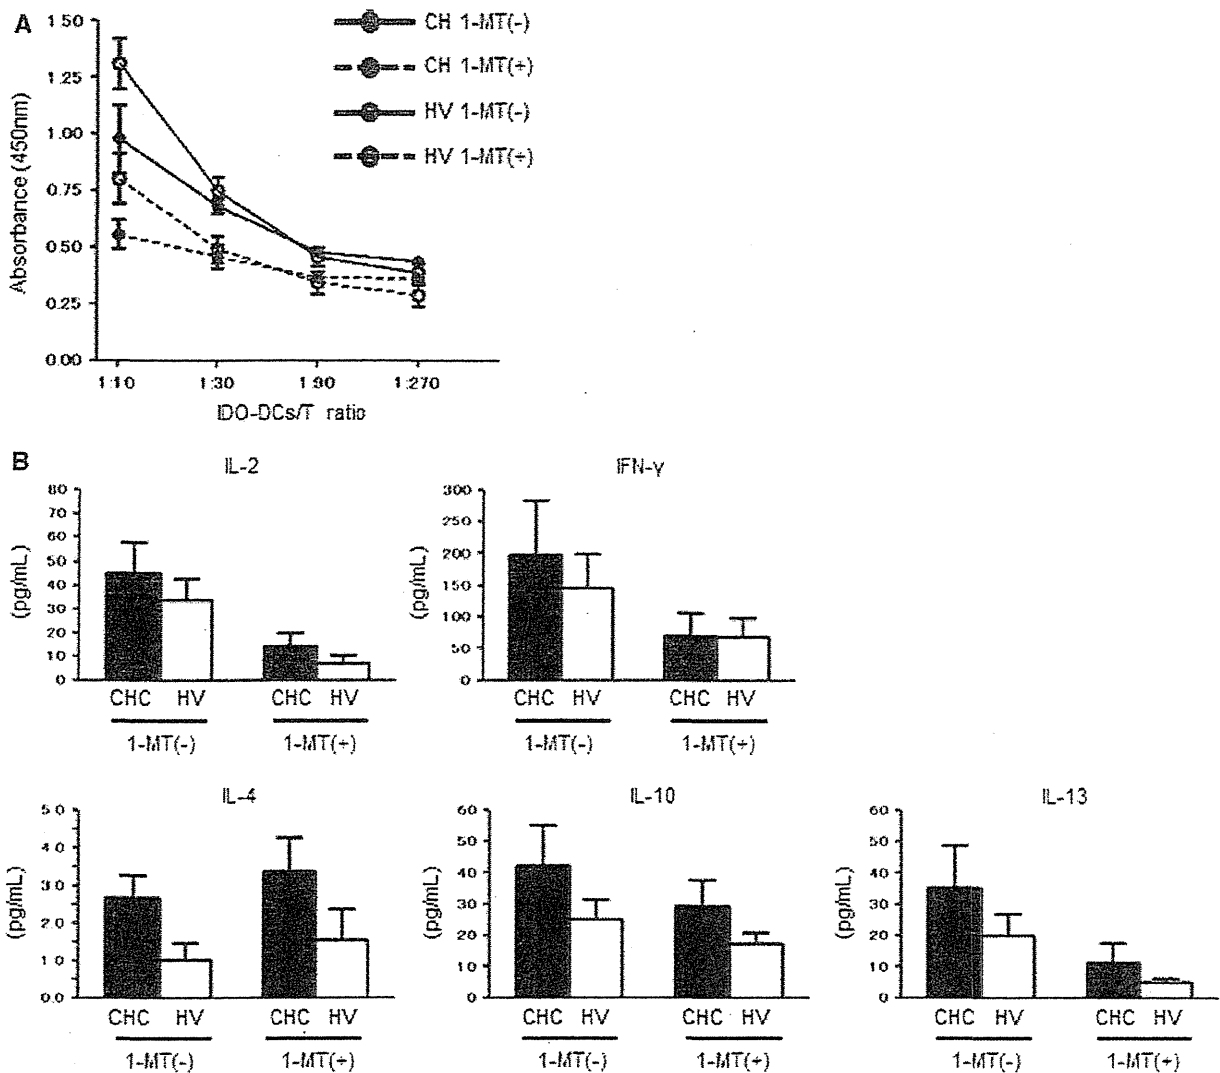 A
CH 1-MT(-)
CH 1-MT(+)
HV 1-MT(-)
HV 1-MT(+)
Absorbance (450nm)
1.50
1.25
1.00
0.75
0.50
0.25
0.00
1:10 1:30 1:90 1:270
IDO-DCs/T ratio
B
IL-2
(pg/mL)
80
70
60
50
40
30
20
10
0
CHC HV CHC HV
1-MT(-) 1-MT(+)
IFN-γ
(pg/mL)
300
250
200
150
100
50
0
CHC HV CHC HV
1-MT(-) 1-MT(+)
IL-4
(pg/mL)
5.0
4.0
3.0
2.0
1.0
0.0
CHC HV CHC HV
1-MT(-) 1-MT(+)
IL-10
(pg/mL)
60
50
40
30
20
10
0
CHC HV CHC HV
1-MT(-) 1-MT(+)
IL-13
(pg/mL)
60
50
40
30
20
10
0
CHC HV CHC HV
1-MT(-) 1-MT(+)